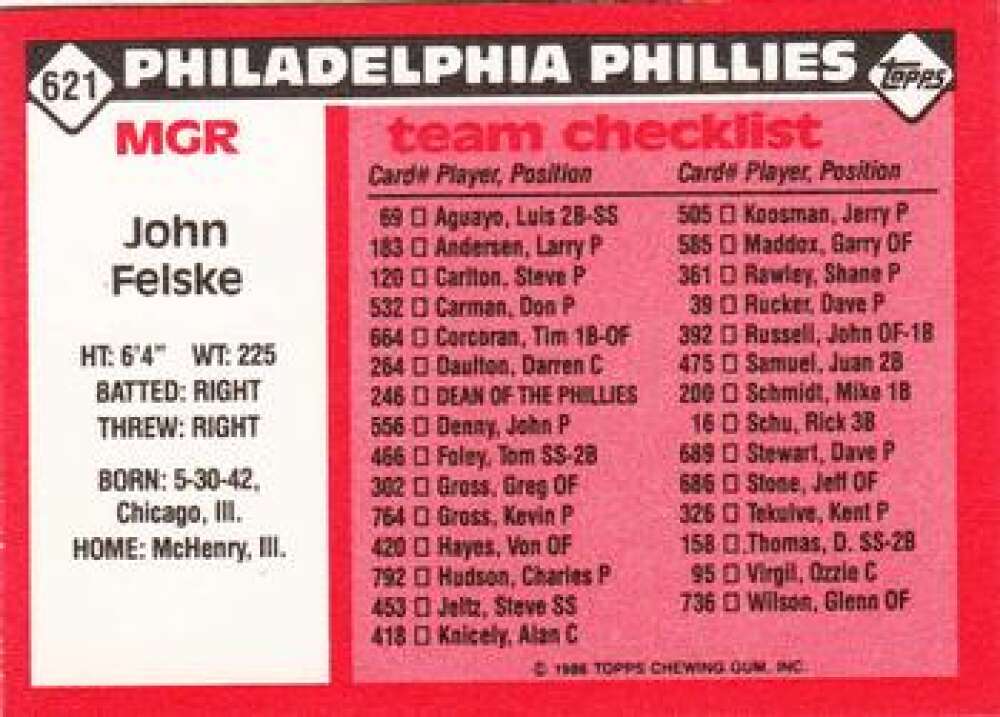 621 PHILADELPHIA PHILLIES TOPPS
MGR
John
Felske
HT: 6'4" WT: 225
BATTED: RIGHT
THREW: RIGHT
BORN: 5-30-42,
Chicago, Ill.
HOME: McHenry, Ill.
team checklist
Card# Player, Position
69 □ Aguayo, Luis 2B-SS
183 □ Andersen, Larry P
120 □ Carlton, Steve P
532 □ Carman, Don P
664 □ Corcoran, Tim 1B-OF
264 □ Daulton, Darren C
246 □ DEAN OF THE PHILLIES
556 □ Denny, John P
466 □ Foley, Tom SS-2B
302 □ Gross, Greg OF
764 □ Gross, Kevin P
420 □ Hayes, Von OF
792 □ Hudson, Charles P
453 □ Jeltz, Steve SS
418 □ Knicely, Alan C
Card# Player, Position
505 □ Koosman, Jerry P
585 □ Maddox, Garry OF
361 □ Rawley, Shane P
39 □ Rucker, Dave P
392 □ Russell, John OF-1B
475 □ Samuel, Juan 2B
200 □ Schmidt, Mike 1B
16 □ Schu, Rick 3B
689 □ Stewart, Dave P
686 □ Stone, Jeff OF
326 □ Tekulve, Kent P
158 □ Thomas, D. SS-2B
95 □ Virgil, Ozzie C
736 □ Wilson, Glenn OF
© 1986 TOPPS CHEWING GUM, INC.